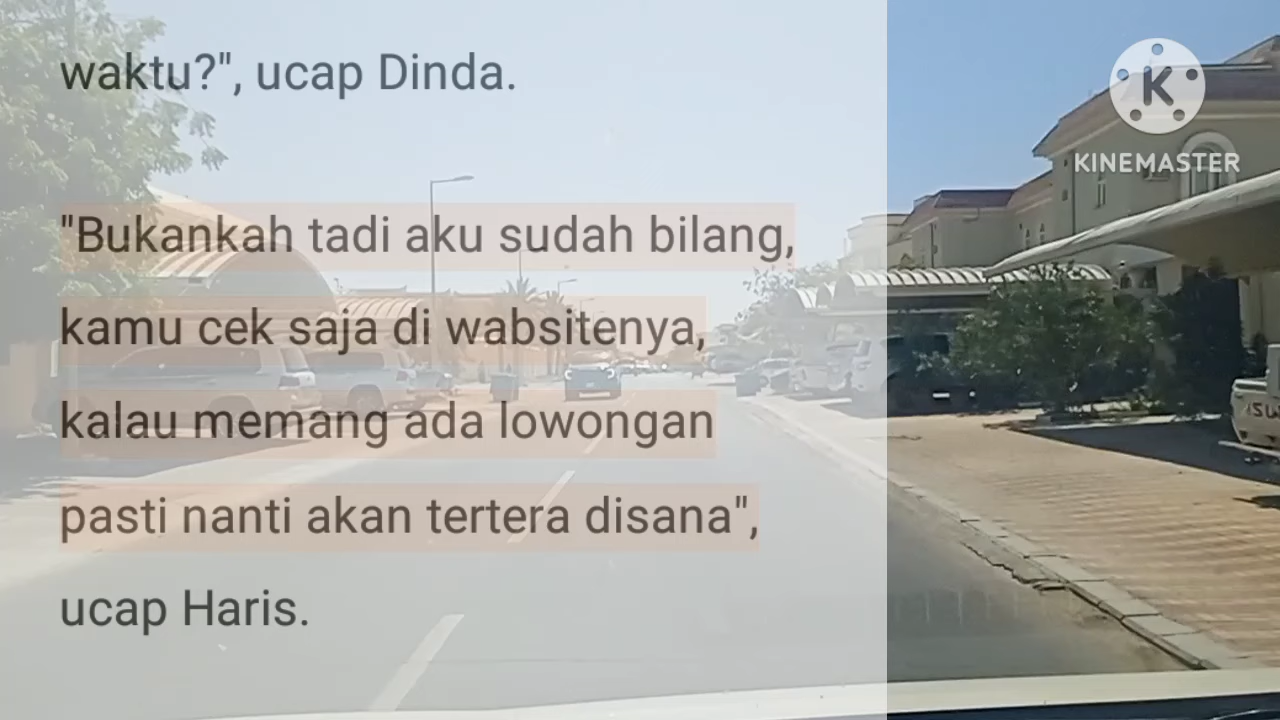 waktu?", ucap Dinda.
"Bukankah tadi aku sudah bilang,
kamu cek saja di wabsitenya,
kalau memang ada lowongan
pasti nanti akan tertera disana",
ucap Haris.
K
KINEMASTER